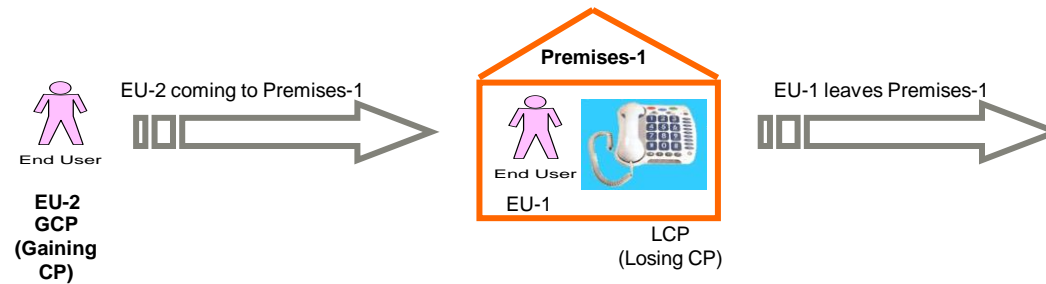 Premises-1
EU-2 coming to Premises-1
EU-1 leaves Premises-1
End User
End User
EU-1
EU-2
GCP
(Gaining
CP)
LCP
(Losing CP)